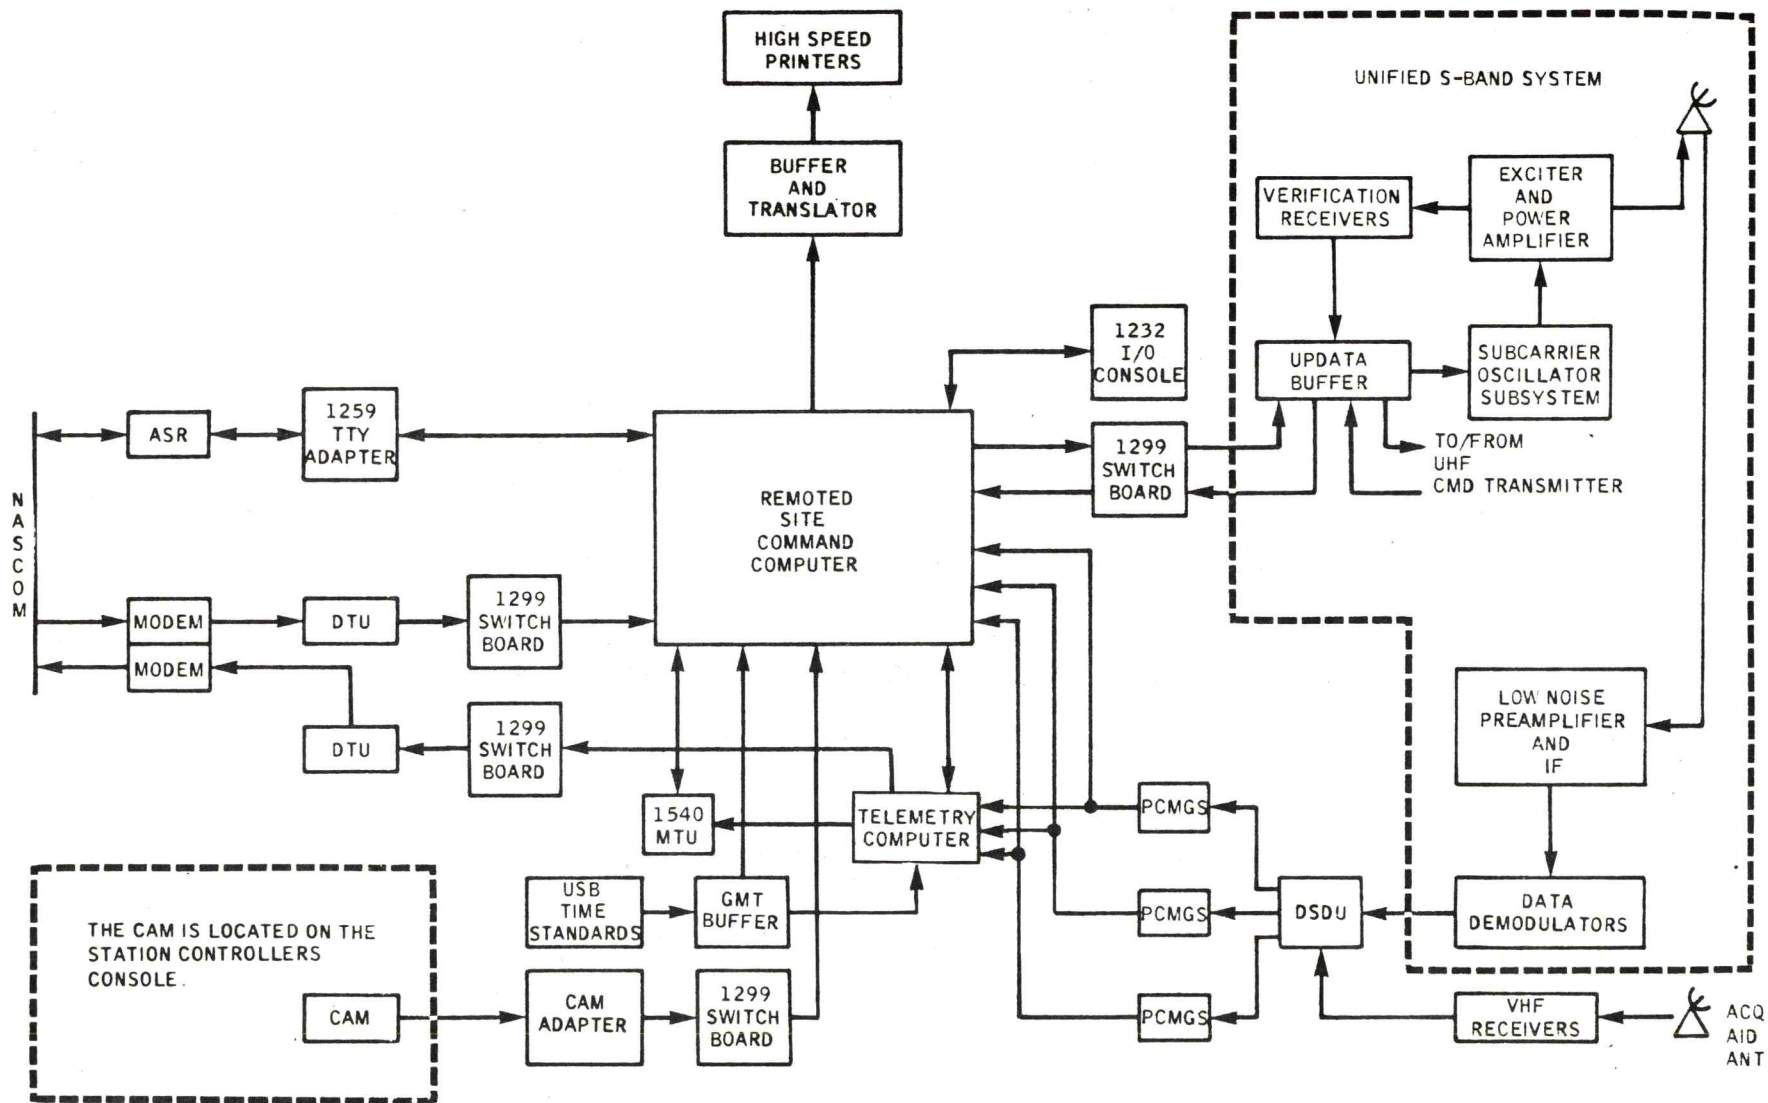 HIGH SPEED
PRINTERS
BUFFER
AND
TRANSLATOR
UNIFIED S-BAND SYSTEM
VERIFICATION
RECEIVERS
EXCITER
AND
POWER
AMPLIFIER
1232
I/O
CONSOLE
UPDATA
BUFFER
SUBCARRIER
OSCILLATOR
SUBSYSTEM
TO/FROM
UHF
CMD TRANSMITTER
NASCOM
ASR
1259
TTY
ADAPTER
REMOTED
SITE
COMMAND
COMPUTER
1299
SWITCH
BOARD
MODEM
DTU
1299
SWITCH
BOARD
MODEM
DTU
1299
SWITCH
BOARD
LOW NOISE
PREAMPLIFIER
AND
IF
1540
MTU
TELEMETRY
COMPUTER
PCMGS
USB
TIME
STANDARDS
GMT
BUFFER
PCMGS
DSDU
DATA
DEMODULATORS
THE CAM IS LOCATED ON THE
STATION CONTROLLERS
CONSOLE.
CAM
CAM
ADAPTER
1299
SWITCH
BOARD
PCMGS
VHF
RECEIVERS
ACQ
AID
ANT